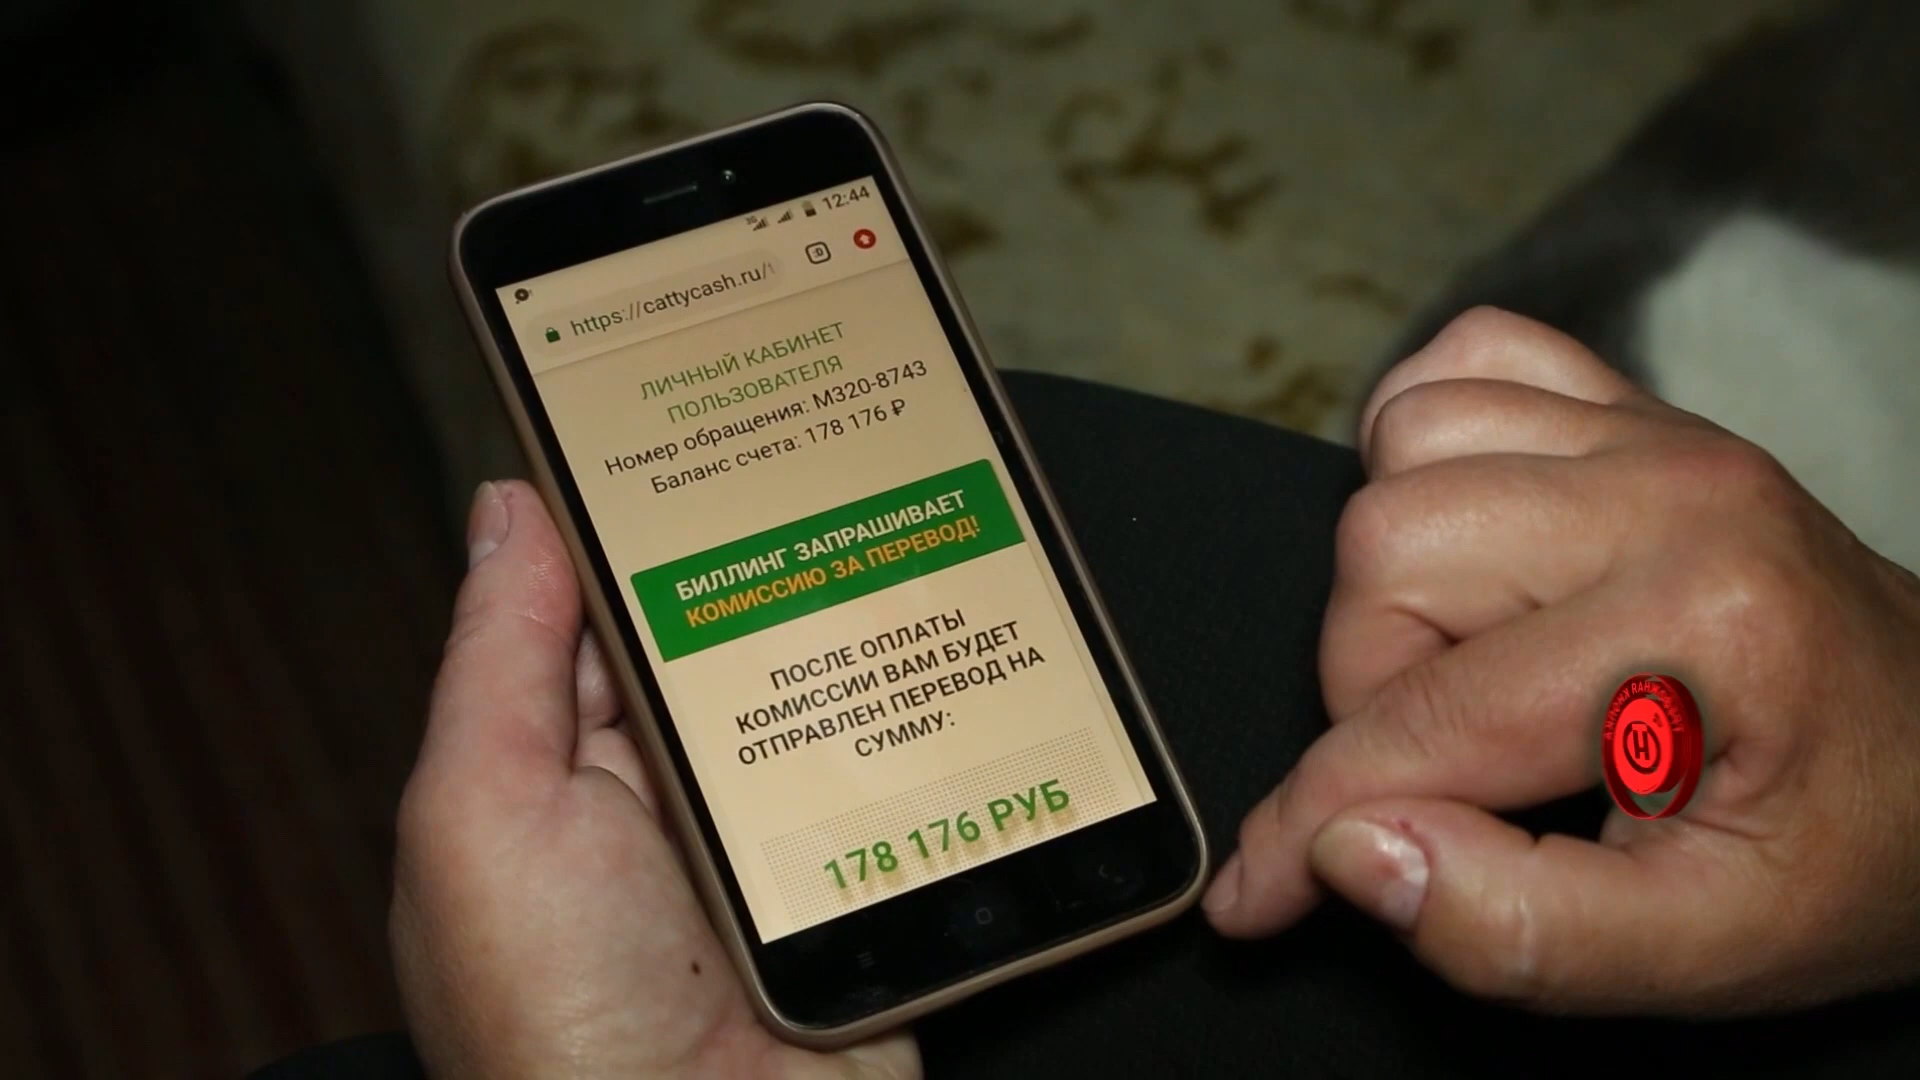 12:44
https://cattycash.ru/
ЛИЧНЫЙ КАБИНЕТ
ПОЛЬЗОВАТЕЛЯ
Номер обращения: М320-8743
Баланс счета: 178 176 ₽
БИЛЛИНГ ЗАПРАШИВАЕТ
КОМИССИЮ ЗА ПЕРЕВОД!
ПОСЛЕ ОПЛАТЫ
КОМИССИИ ВАМ БУДЕТ
ОТПРАВЛЕН ПЕРЕВОД НА
СУММУ:
178 176 РУБ